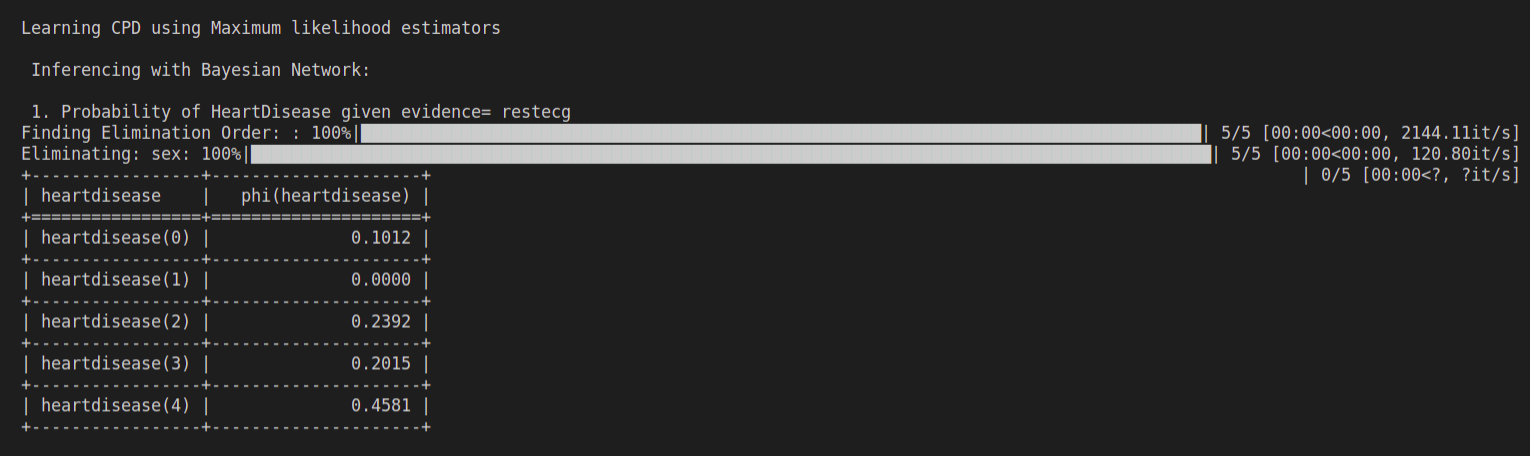 Learning CPD using Maximum likelihood estimators
Inferencing with Bayesian Network:
1. Probability of HeartDisease given evidence= restecg
Finding Elimination Order: : 100%|██████████| 5/5 [00:00<00:00, 2144.11it/s]
Eliminating: sex: 100%|██████████| 5/5 [00:00<00:00, 120.80it/s]
+-----------------+---------------------+ | 0/5 [00:00<?, ?it/s]
| heartdisease    |   phi(heartdisease) |
+=================+=====================+
| heartdisease(0) |              0.1012 |
+-----------------+---------------------+
| heartdisease(1) |              0.0000 |
+-----------------+---------------------+
| heartdisease(2) |              0.2392 |
+-----------------+---------------------+
| heartdisease(3) |              0.2015 |
+-----------------+---------------------+
| heartdisease(4) |              0.4581 |
+-----------------+---------------------+